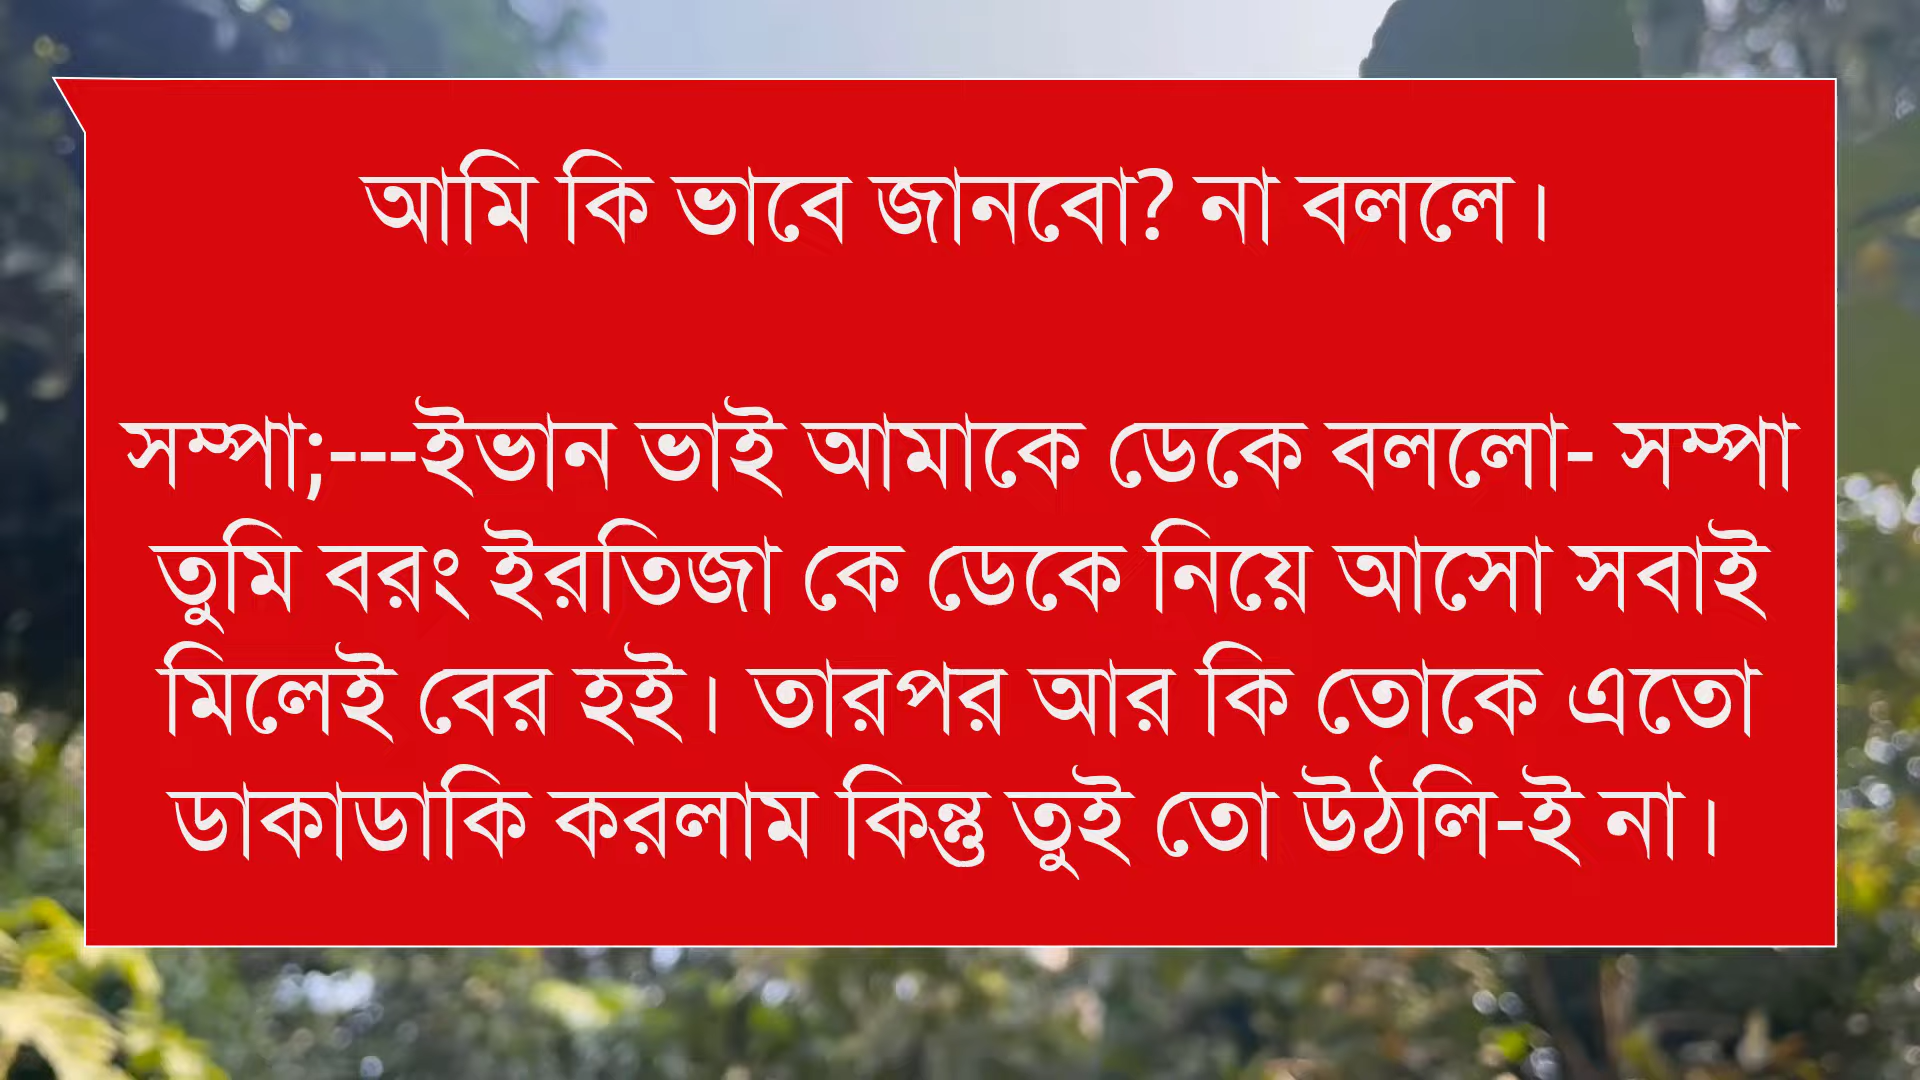 আমি কি ভাবে জানবো? না বললে।
সম্পা;---ইভান ভাই আমাকে ডেকে বললো- সম্পা
তুমি বরং ইরতিজা কে ডেকে নিয়ে আসো সবাই
মিলেই বের হই। তারপর আর কি তোকে এতো
ডাকাডাকি করলাম কিন্তু তুই তো উঠলি-ই না।